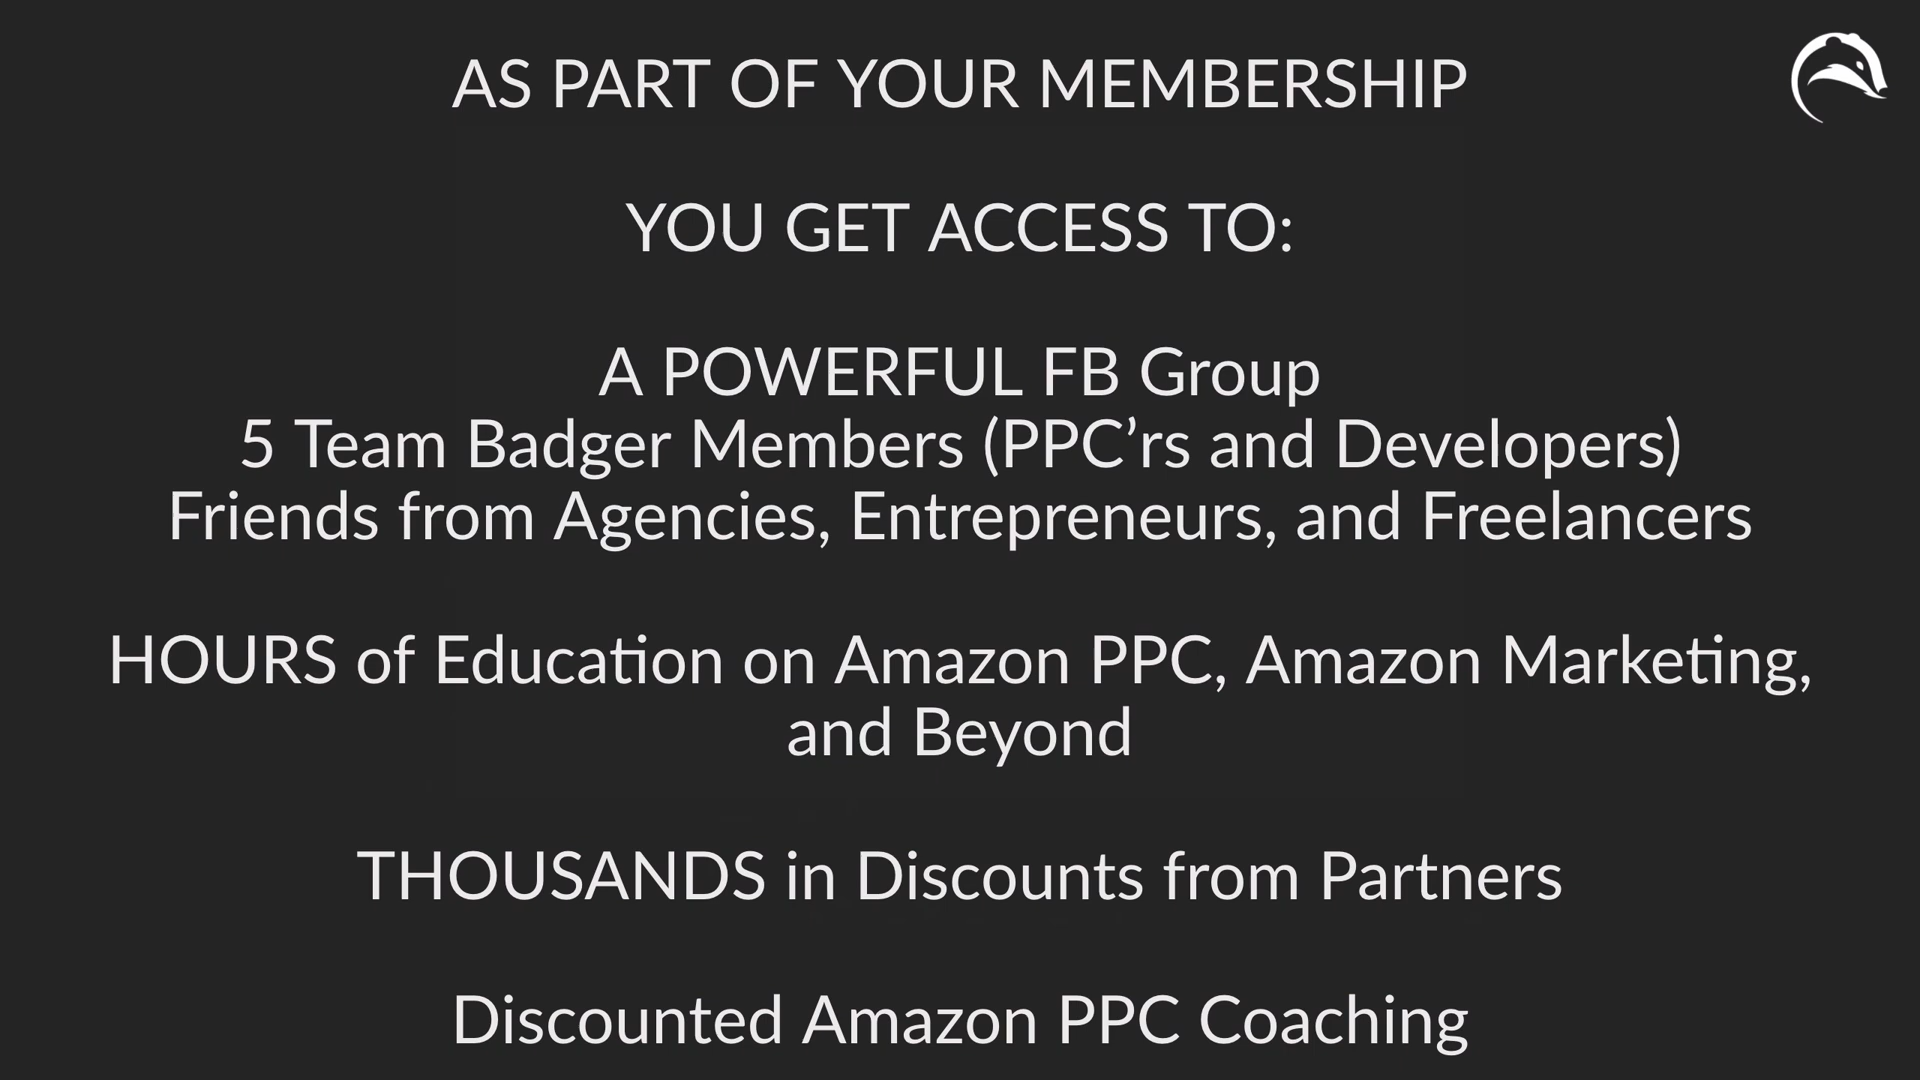 AS PART OF YOUR MEMBERSHIP
YOU GET ACCESS TO:
A POWERFUL FB Group
5 Team Badger Members (PPC’rs and Developers)
Friends from Agencies, Entrepreneurs, and Freelancers
HOURS of Education on Amazon PPC, Amazon Marketing,
and Beyond
THOUSANDS in Discounts from Partners
Discounted Amazon PPC Coaching